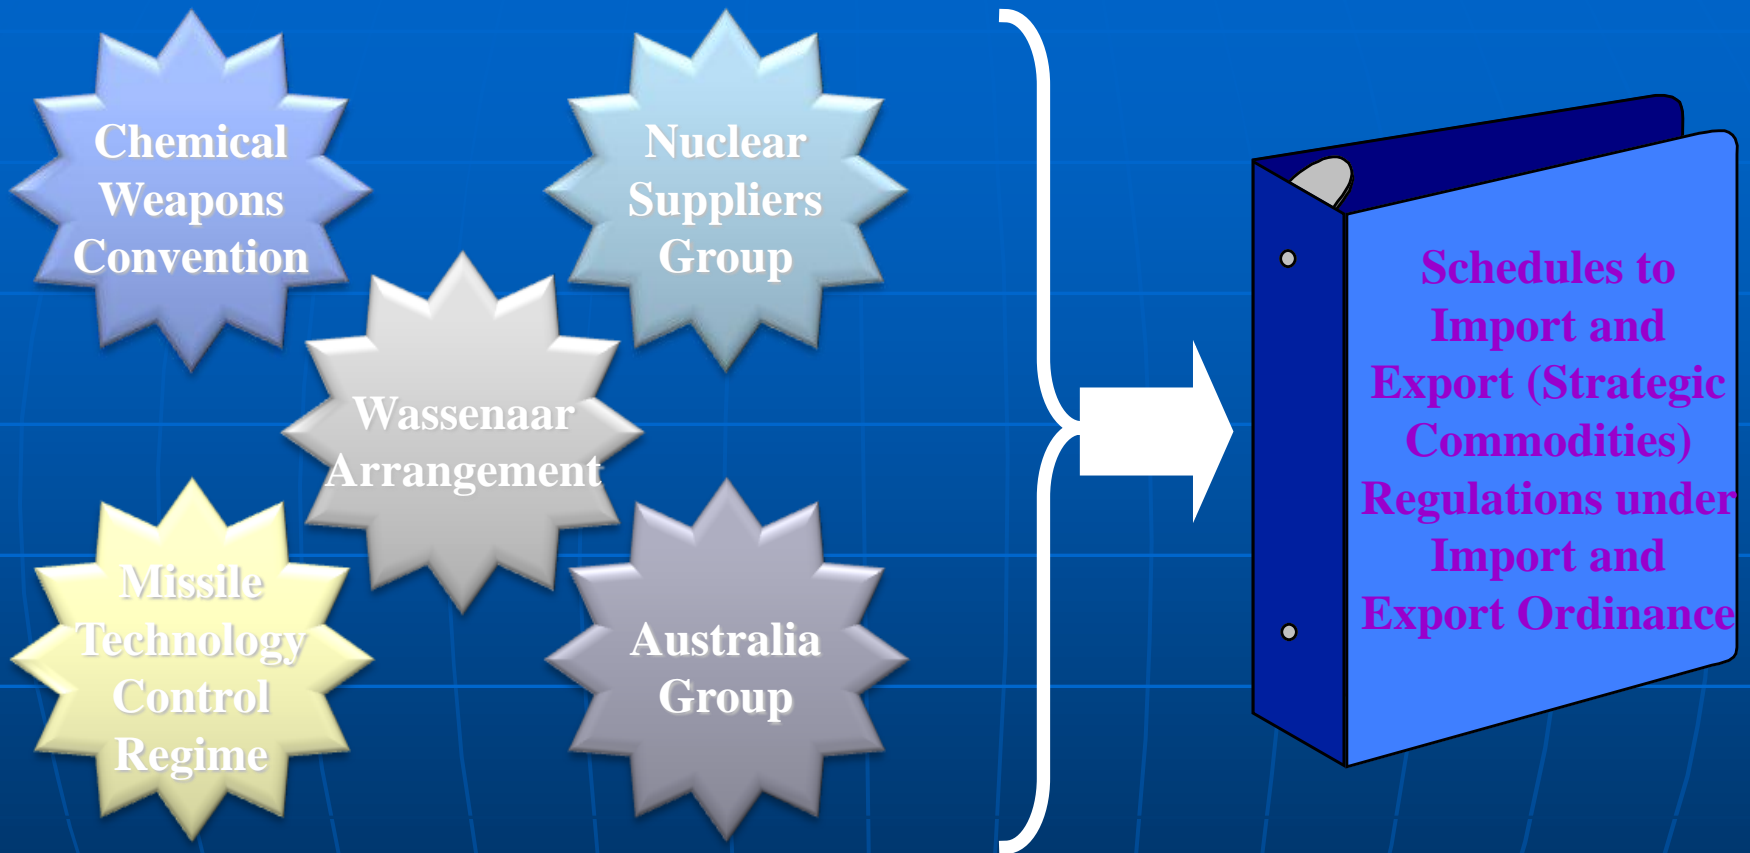 Chemical
Weapons
Convention
Nuclear
Suppliers
Group
Wassenaar
Arrangement
Missile
Technology
Control
Regime
Australia
Group
Schedules to
Import and
Export (Strategic
Commodities)
Regulations under
Import and
Export Ordinance